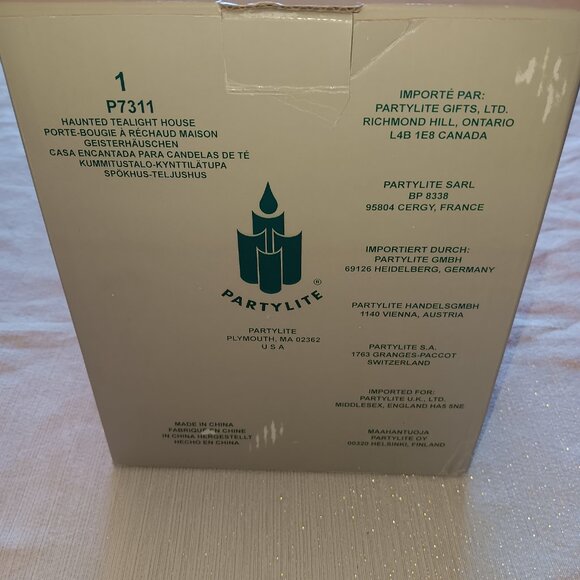 1
P7311
HAUNTED TEALIGHT HOUSE
PORTE-BOUGIE À RÉCHAUD MAISON
GEISTERHÄUSCHEN
CASA ENCANTADA PARA CANDELAS DE TÉ
KUMMITUSTALO-KYNTTILÄTUPA
SPÖKHUS-TELJUSHUS
PARTYLITE ®
PARTYLITE
PLYMOUTH, MA 02362
U S A
MADE IN CHINA
FABRIQUÉ EN CHINE
IN CHINA HERGESTELLT
HECHO EN CHINA
IMPORTÉ PAR:
PARTYLITE GIFTS, LTD.
RICHMOND HILL, ONTARIO
L4B 1E8 CANADA
PARTYLITE SARL
BP 8338
95804 CERGY, FRANCE
IMPORTIERT DURCH:
PARTYLITE GMBH
69126 HEIDELBERG, GERMANY
PARTYLITE HANDELSGMBH
1140 VIENNA, AUSTRIA
PARTYLITE S.A.
1763 GRANGES-PACCOT
SWITZERLAND
IMPORTED FOR:
PARTYLITE U.K., LTD.
MIDDLESEX, ENGLAND HA5 5NE
MAAHANTUOJA
PARTYLITE OY
00320 HELSINKI, FINLAND